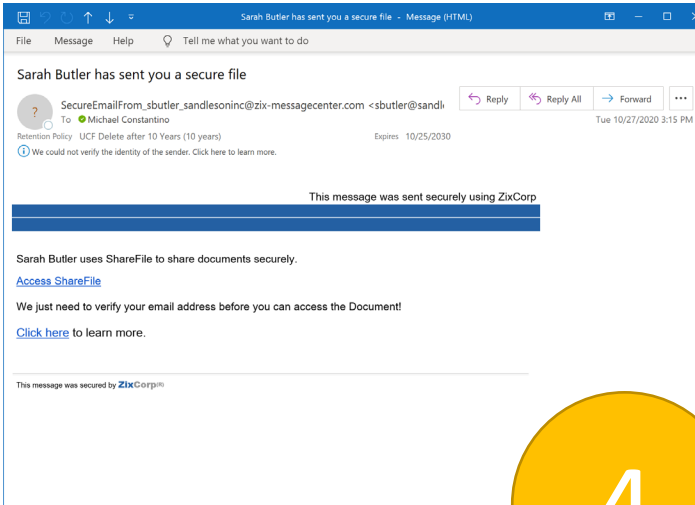 Sarah Butler has sent you a secure file - Message (HTML)
File Message Help Tell me what you want to do
Sarah Butler has sent you a secure file
Reply Reply All Forward
? SecureEmailFrom_sbutler_sandlesoninc@zix-messagecenter.com <sbutler@sandl
To Michael Constantino
Tue 10/27/2020 3:15 PM
Retention Policy UCF Delete after 10 Years (10 years) Expires 10/25/2030
We could not verify the identity of the sender. Click here to learn more.
This message was sent securely using ZixCorp
Sarah Butler uses ShareFile to share documents securely.
Access ShareFile
We just need to verify your email address before you can access the Document!
Click here to learn more.
This message was secured by ZixCorp(R)
4